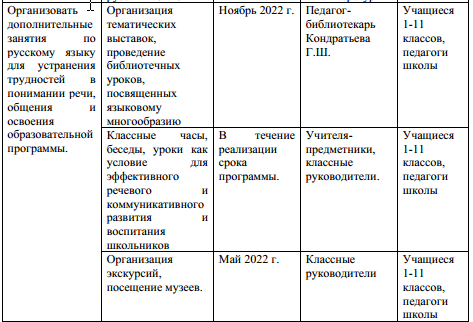 Организовать
дополнительные
занятия по
русскому языку
для устранения
трудностей в
понимании речи,
общения и
освоения
образовательной
программы.
Организация
тематических
выставок,
проведение
библиотечных
уроков,
посвященных
языковому
многообразию
Ноябрь 2022 г.
Педагог-
библиотекарь
Кондратьева
Г.Ш.
Учащиеся
1-11
классов,
педагоги
школы
Классные часы,
беседы, уроки как
условие для
эффективного
речевого и
коммуникативного
развития и
воспитания
школьников
В течение
реализации
срока
программы.
Учителя-
предметники,
классные
руководители.
Учащиеся
1-11
классов,
педагоги
школы
Организация
экскурсий,
посещение музеев.
Май 2022 г.
Классные
руководители
Учащиеся
1-11
классов,
педагоги
школы